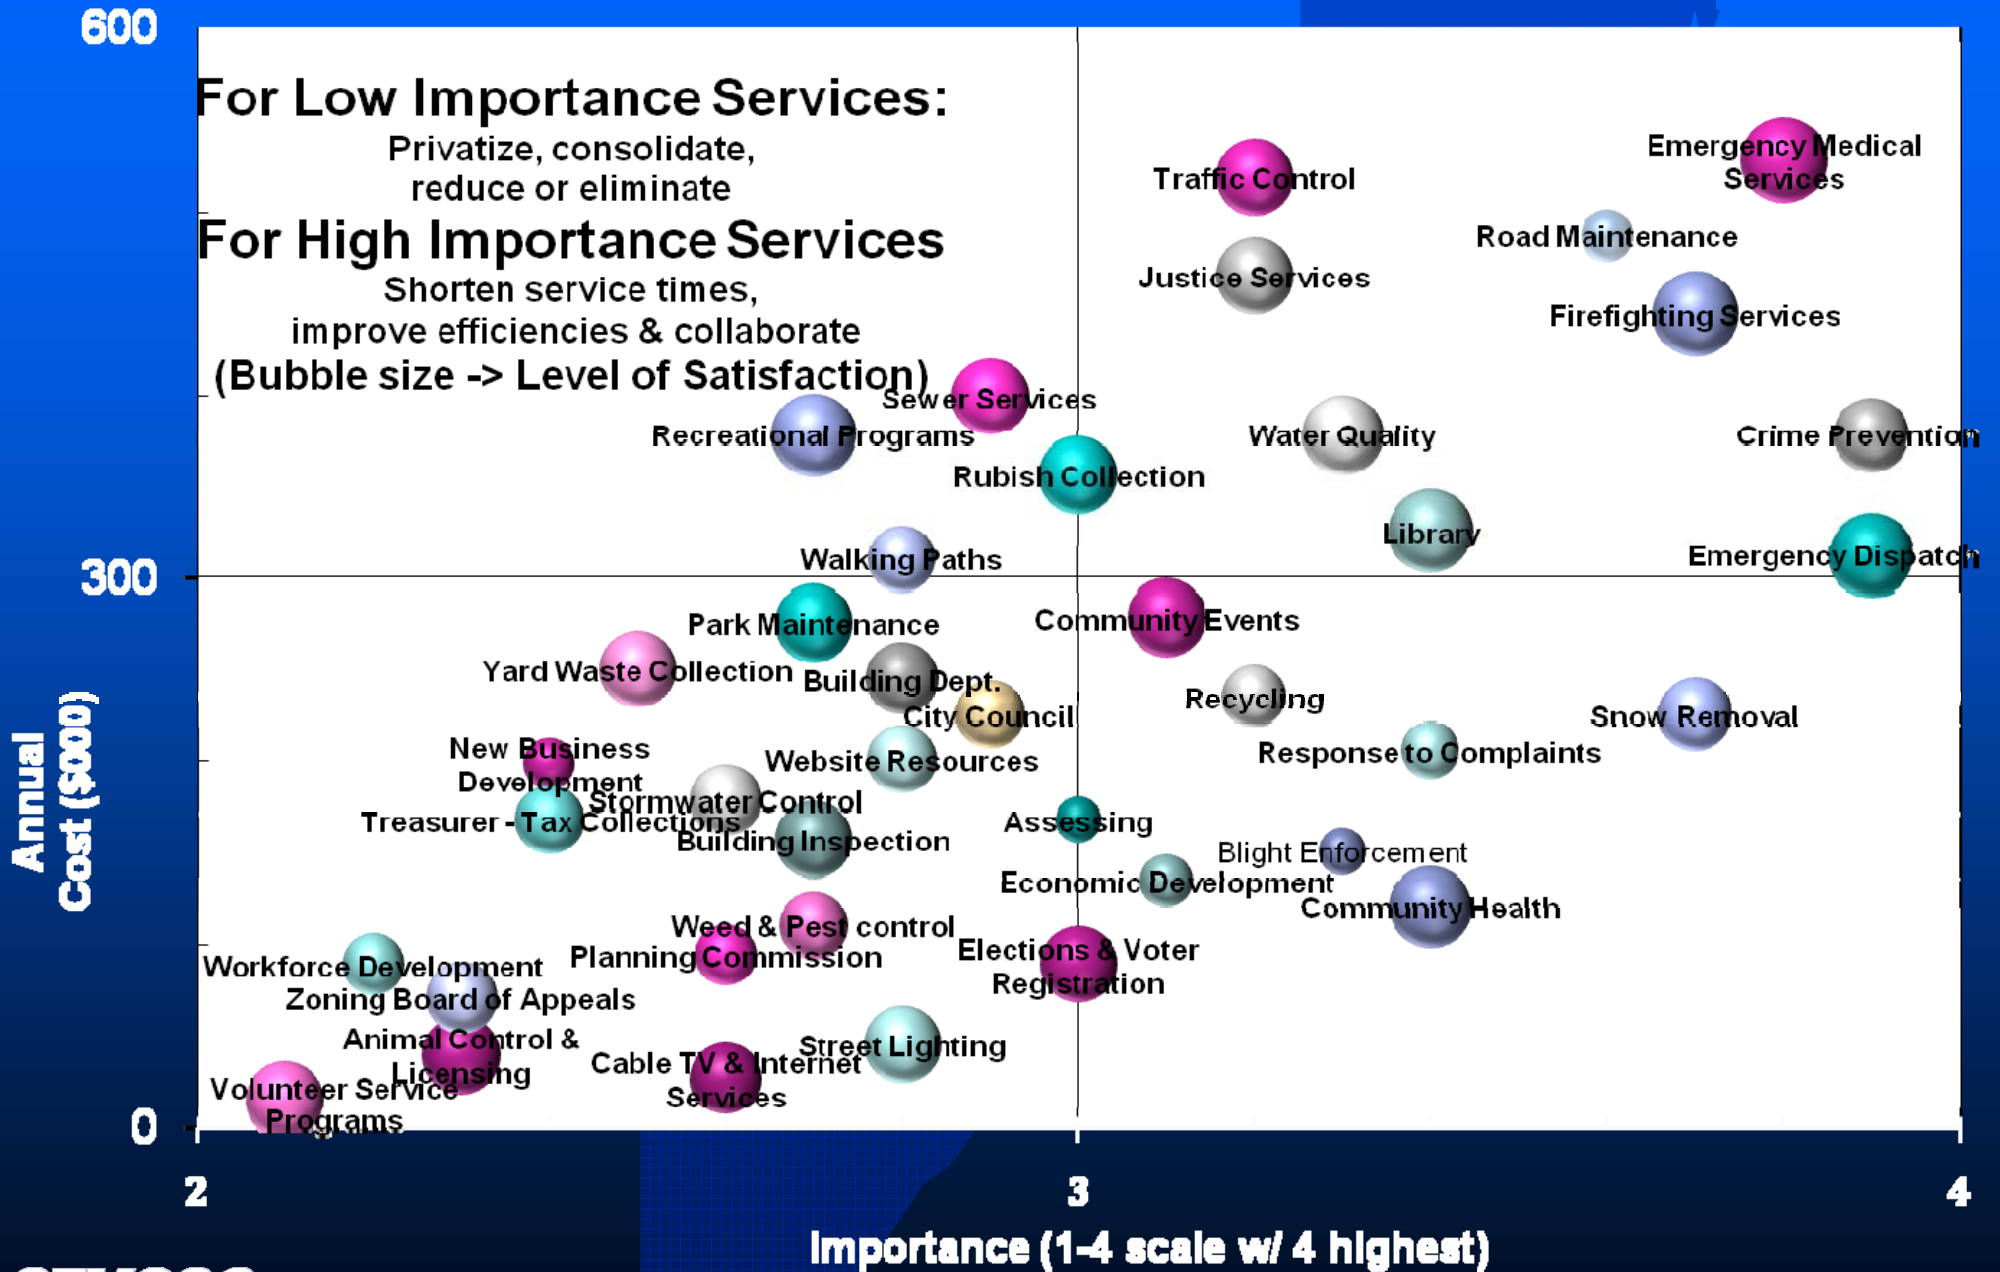 600
For Low Importance Services:
Privatize, consolidate,
reduce or eliminate
For High Importance Services
Shorten service times,
improve efficiencies & collaborate
(Bubble size -> Level of Satisfaction)
Emergency Medical
Services
Traffic Control
Road Maintenance
Justice Services
Firefighting Services
Sewer Services
Recreational Programs
Water Quality
Crime Prevention
Rubish Collection
Library
Walking Paths
Emergency Dispatch
300
Park Maintenance
Community Events
Yard Waste Collection
Building Dept.
Recycling
City Council
Snow Removal
New Business
Development
Website Resources
Response to Complaints
Stormwater Control
Treasurer - Tax Collections
Assessing
Building Inspection
Blight Enforcement
Economic Development
Community Health
Weed & Pest control
Planning Commission
Elections & Voter
Registration
Workforce Development
Zoning Board of Appeals
Animal Control &
Licensing
Street Lighting
Cable TV & Internet
Services
Volunteer Service
Programs
0
Annual
Cost ($000)
2
3
4
Importance (1-4 scale w/ 4 highest)